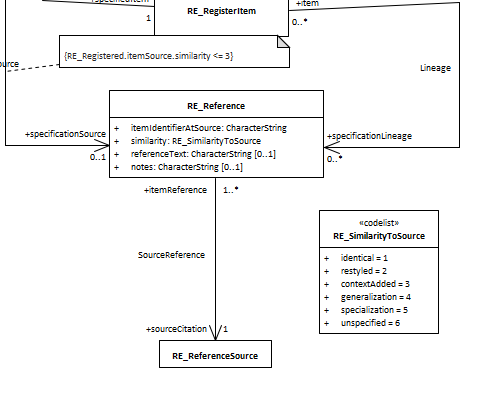 +item
RE_RegisterItem
1
0..*
{RE_Registered.itemSource.similarity <= 3}
Lineage
RE_Reference
+specificationSource
0..1
+ itemIdentifierAtSource: CharacterString
+ similarity: RE_SimilarityToSource
+ referenceText: CharacterString [0..1]
+ notes: CharacterString [0..1]
+specificationLineage
0..*
+itemReference 1..*
SourceReference
+sourceCitation 1
RE_ReferenceSource
«codelist»
RE_SimilarityToSource
+ identical = 1
+ restyled = 2
+ contextAdded = 3
+ generalization = 4
+ specialization = 5
+ unspecified = 6